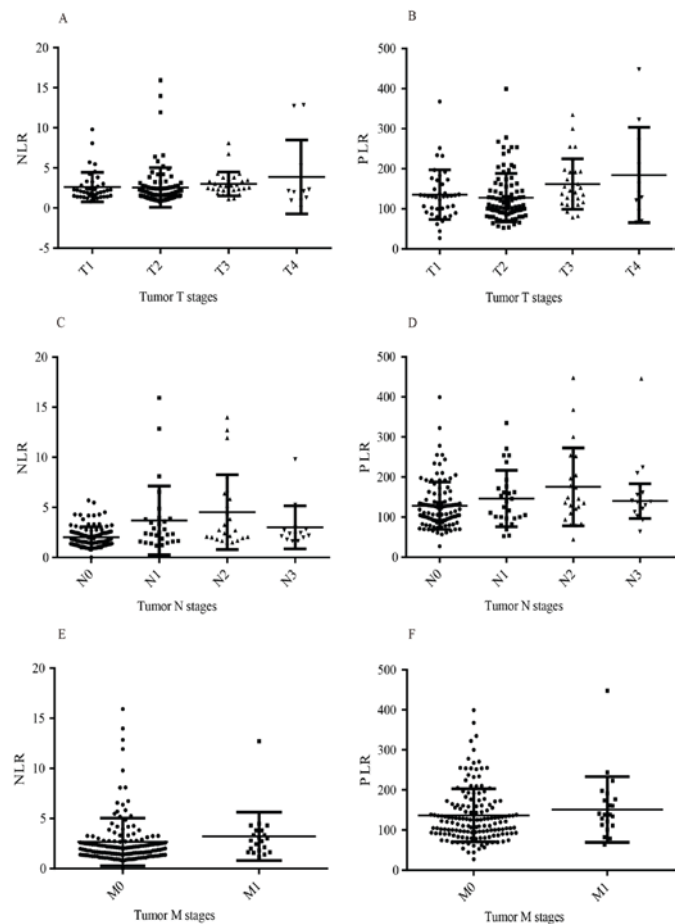 A
20
15
10
5
0
-5
NLR
T1 T2 T3 T4
Tumor T stages
B
500
400
300
200
100
0
PLR
T1 T2 T3 T4
Tumor T stages
C
20
15
10
5
0
NLR
N0 N1 N2 N3
Tumor N stages
D
500
400
300
200
100
0
PLR
N0 N1 N2 N3
Tumor N stages
E
20
15
10
5
0
NLR
M0 M1
Tumor M stages
F
500
400
300
200
100
0
PLR
M0 M1
Tumor M stages